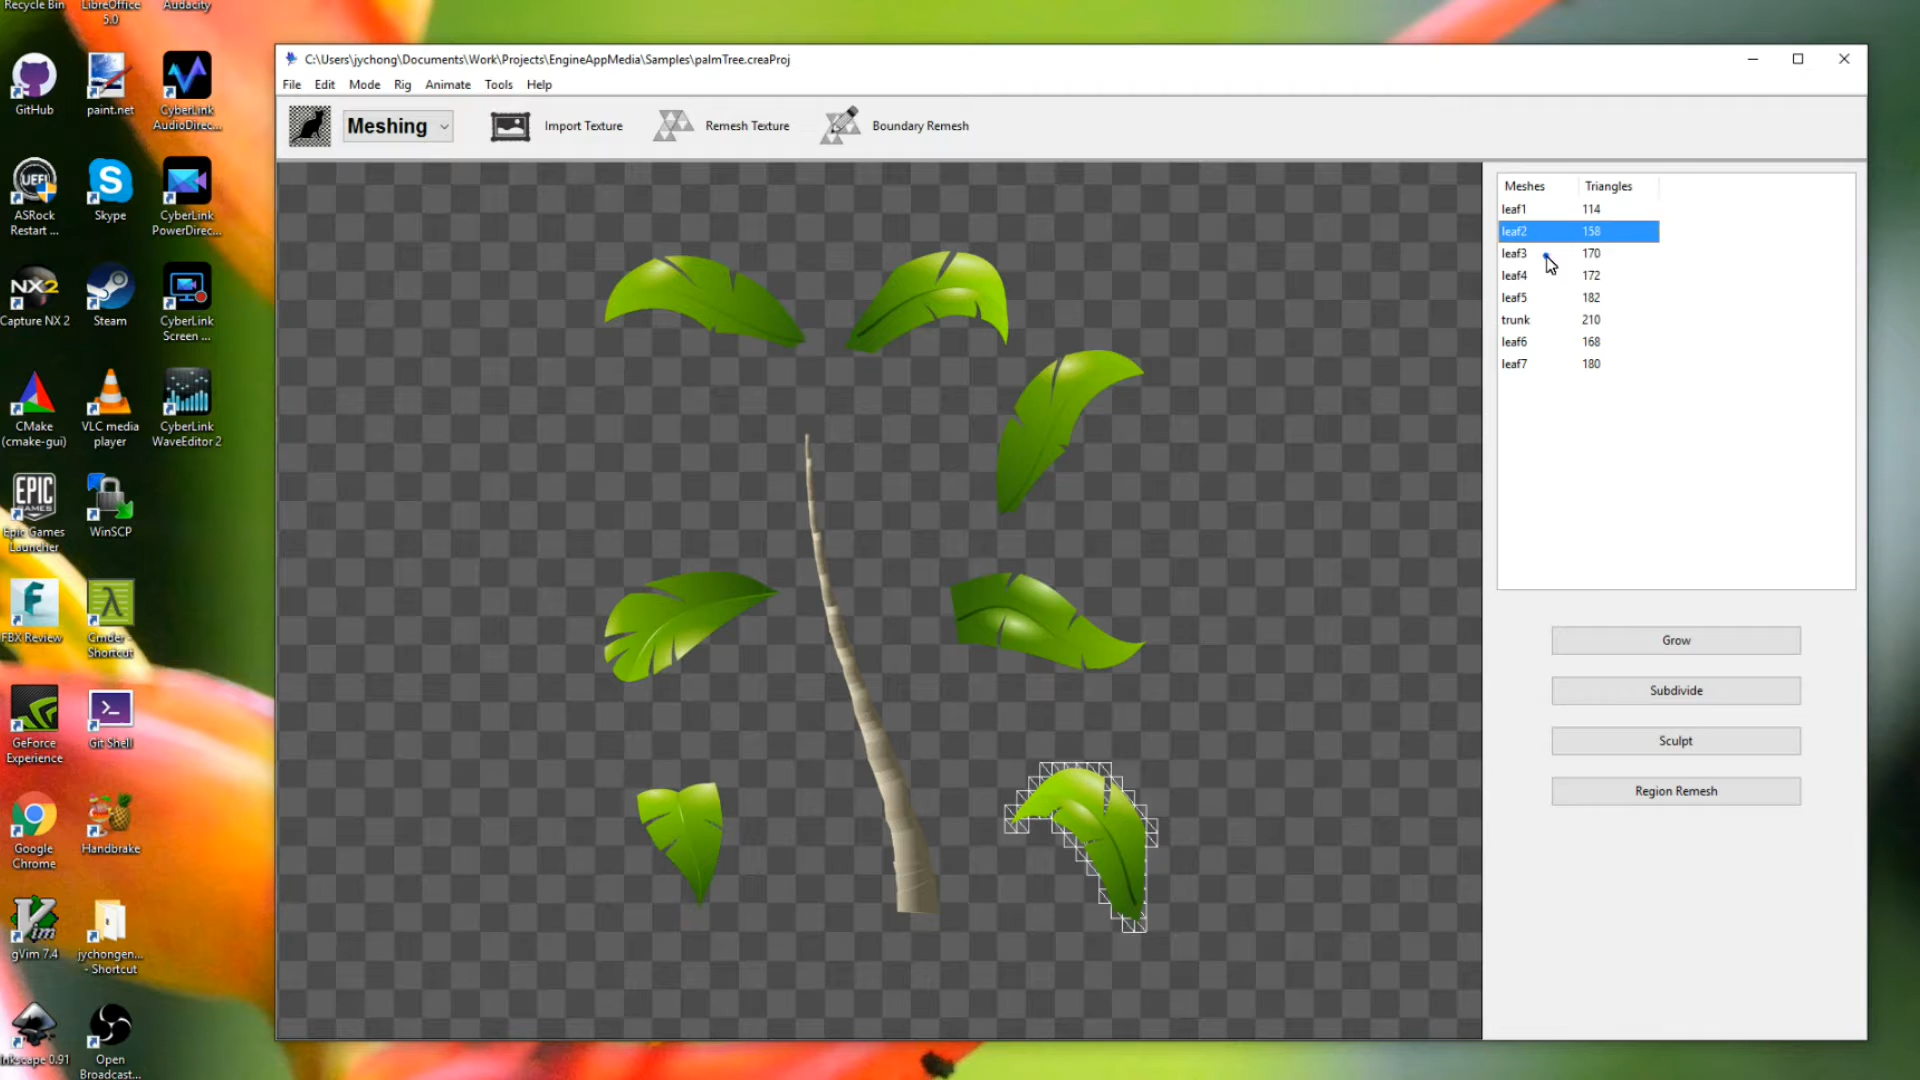 Recycle Bin
LibreOffice
5.0
Audacity
GitHub
paint.net
CyberLink
AudioDirec...
ASRock
Restart ...
Skype
CyberLink
PowerDirec...
Capture NX 2
Steam
CyberLink
Screen ...
CMake
(cmake-gui)
VLC media
player
CyberLink
WaveEditor 2
Epic Games
Launcher
WinSCP
FBX Review
Cmder -
Shortcut
GeForce
Experience
Git Shell
Google
Chrome
Handbrake
gVim 7.4
jychongen...
- Shortcut
Inkscape 0.91
Open
Broadcast...
UEFI
NX2
EPIC
GAMES
C:\Users\jychong\Documents\Work\Projects\EngineAppMedia\Samples\palmTree.creaProj
File Edit Mode Rig Animate Tools Help
Meshing
Import Texture
Remesh Texture
Boundary Remesh
Meshes Triangles
leaf1 114
leaf2 158
leaf3 170
leaf4 172
leaf5 182
trunk 210
leaf6 168
leaf7 180
Grow
Subdivide
Sculpt
Region Remesh